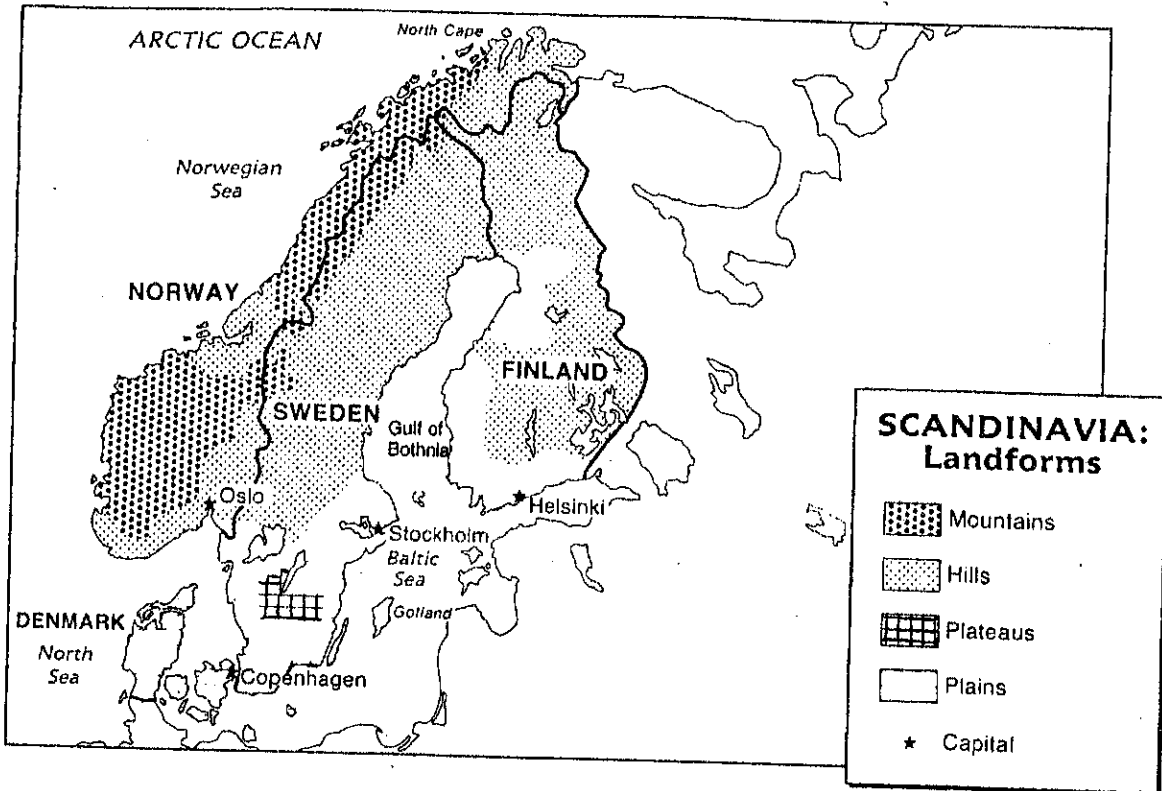 ARCTIC OCEAN
North Cape
Norwegian
Sea
NORWAY
FINLAND
SWEDEN
Gulf of
Bothnia
Oslo
Helsinki
Stockholm
Baltic
Sea
Gotland
DENMARK
North
Sea
Copenhagen
SCANDINAVIA:
Landforms
Mountains
Hills
Plateaus
Plains
Capital